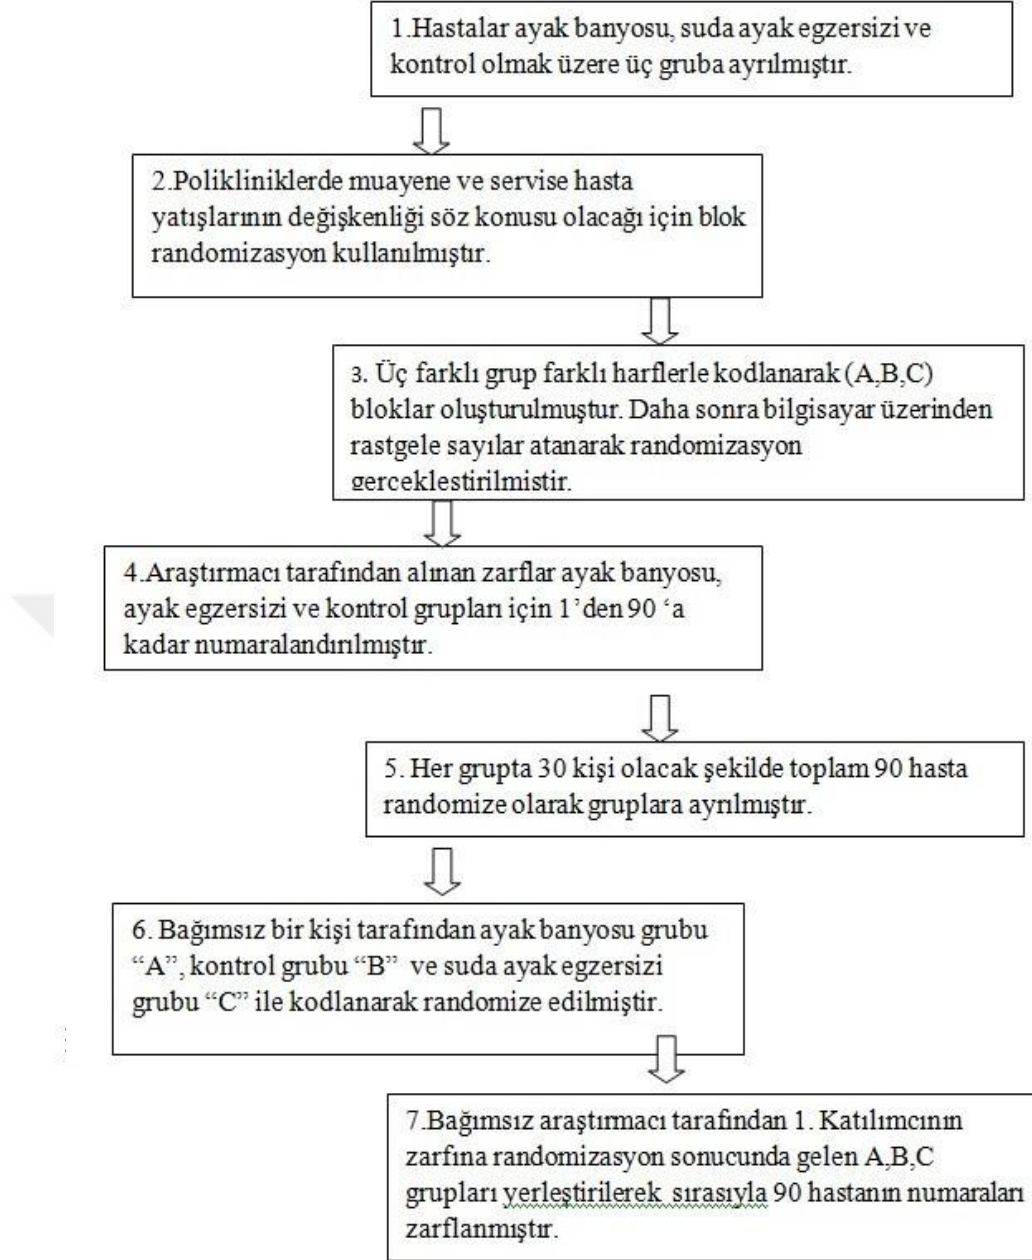 1.Hastalar ayak banyosu, suda ayak egzersizi ve
kontrol olmak üzere üç gruba ayrılmıştır.
2.Polikliniklerde muayene ve servise hasta
yatışlarının değişkenliği söz konusu olacağı için blok
randomizasyon kullanılmıştır.
3. Üç farklı grup farklı harflerle kodlanarak (A,B,C)
bloklar oluşturulmuştur. Daha sonra bilgisayar üzerinden
rastgele sayılar atanarak randomizasyon
gerçekleştirilmiştir.
4.Araştırmacı tarafından alınan zarflar ayak banyosu,
ayak egzersizi ve kontrol grupları için 1’den 90 ‘a
kadar numaralandırılmıştır.
5. Her grupta 30 kişi olacak şekilde toplam 90 hasta
randomize olarak gruplara ayrılmıştır.
6. Bağımsız bir kişi tarafından ayak banyosu grubu
“A”, kontrol grubu “B” ve suda ayak egzersizi
grubu “C” ile kodlanarak randomize edilmiştir.
7.Bağımsız araştırmacı tarafından 1. Katılımcının
zarfına randomizasyon sonucunda gelen A,B,C
grupları yerleştirilerek sırasıyla 90 hastanın numaraları
zarflanmıştır.